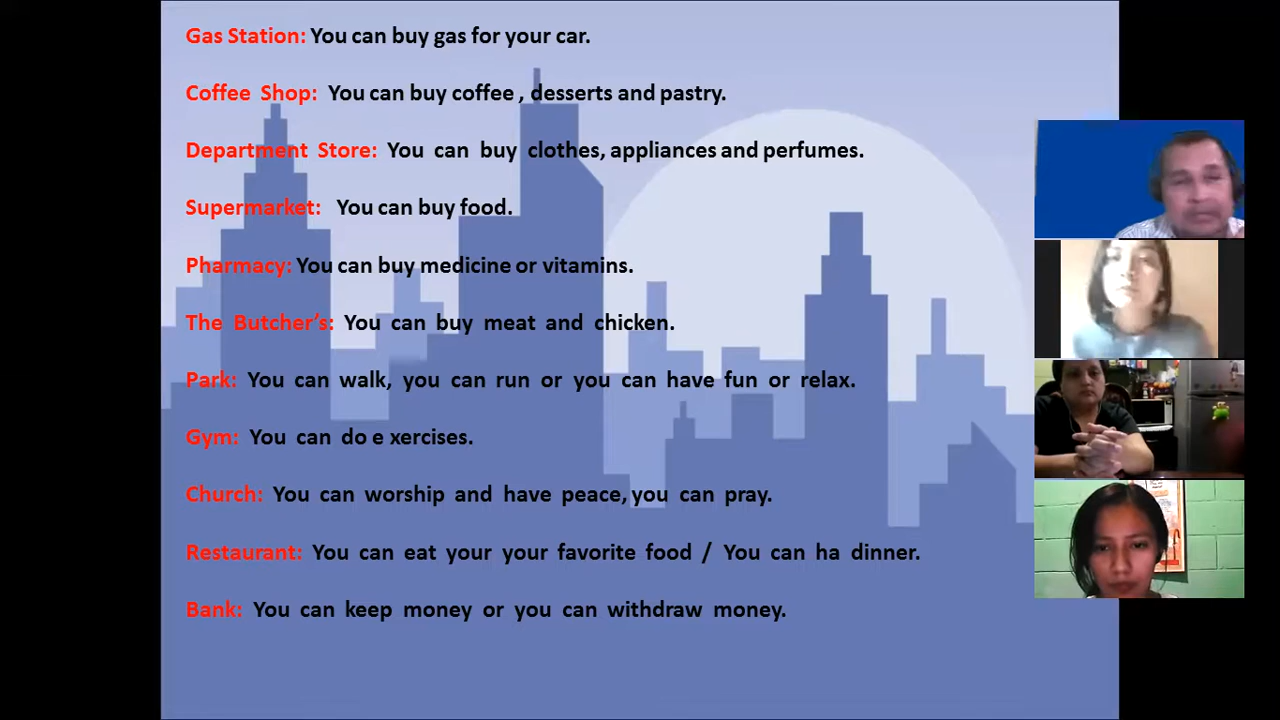 Gas Station: You can buy gas for your car.
Coffee Shop: You can buy coffee , desserts and pastry.
Department Store: You can buy clothes, appliances and perfumes.
Supermarket: You can buy food.
Pharmacy: You can buy medicine or vitamins.
The Butcher's: You can buy meat and chicken.
Park: You can walk, you can run or you can have fun or relax.
Gym: You can do e xercises.
Church: You can worship and have peace, you can pray.
Restaurant: You can eat your your favorite food / You can ha dinner.
Bank: You can keep money or you can withdraw money.